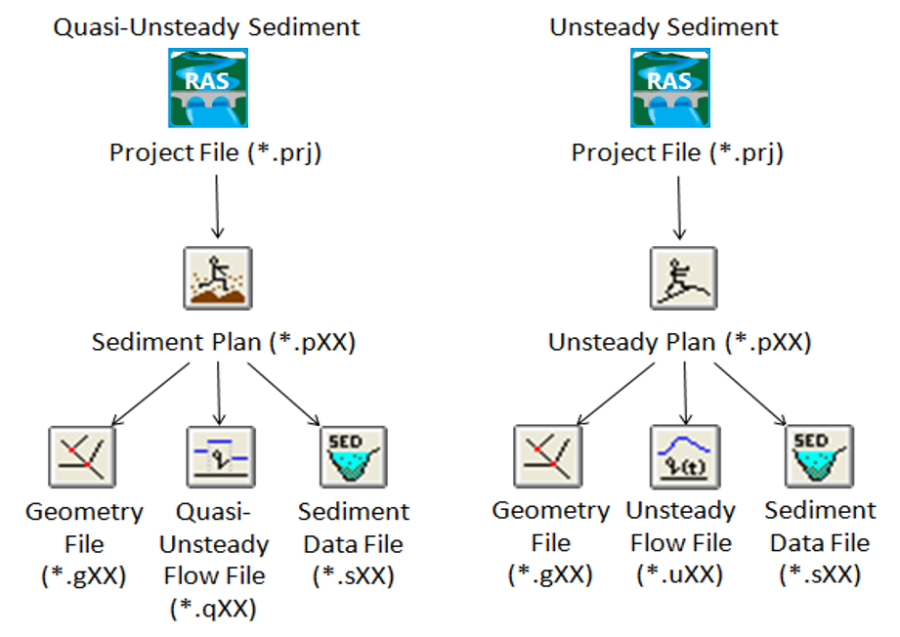 Quasi-Unsteady Sediment
RAS
Project File (*.prj)
Sediment Plan (*.pXX)
SED
Geometry
File
(*.gXX)
Quasi-
Unsteady
Flow File
(*.qXX)
Sediment
Data File
(*.sXX)
Unsteady Sediment
RAS
Project File (*.prj)
Unsteady Plan (*.pXX)
q(t)
SED
Geometry
File
(*.gXX)
Unsteady
Flow File
(*.uXX)
Sediment
Data File
(*.sXX)